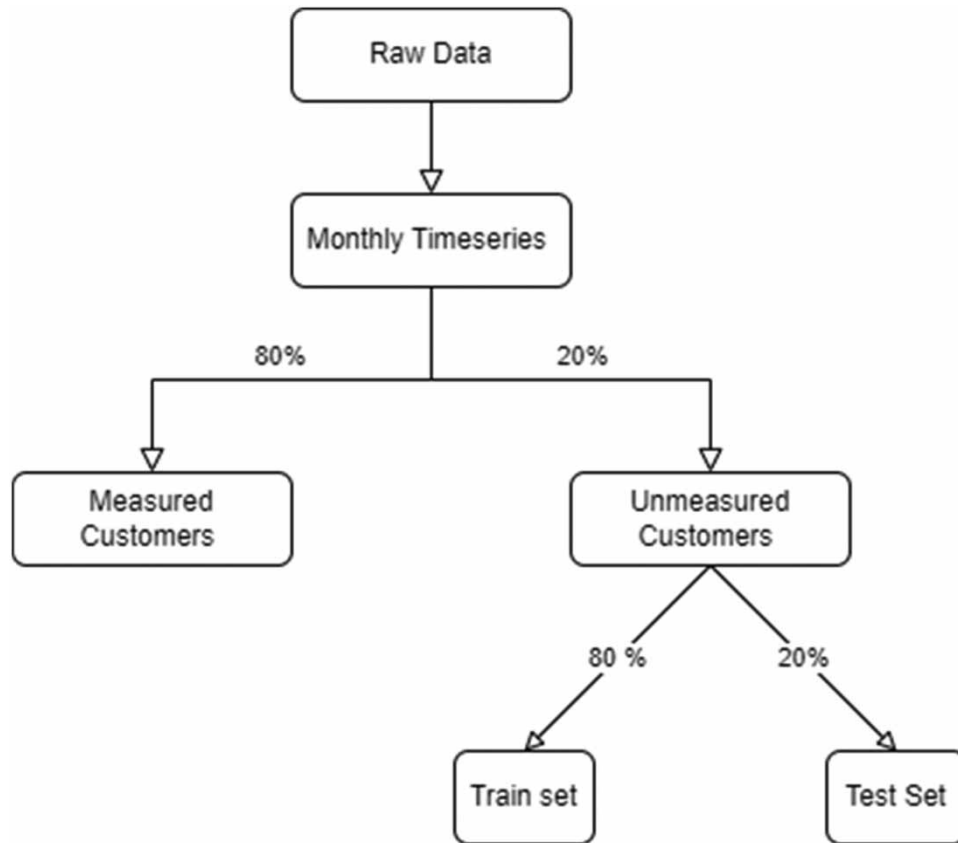 Raw Data
Monthly Timeseries
80%
20%
Measured
Customers
Unmeasured
Customers
80 %
20%
Train set
Test Set